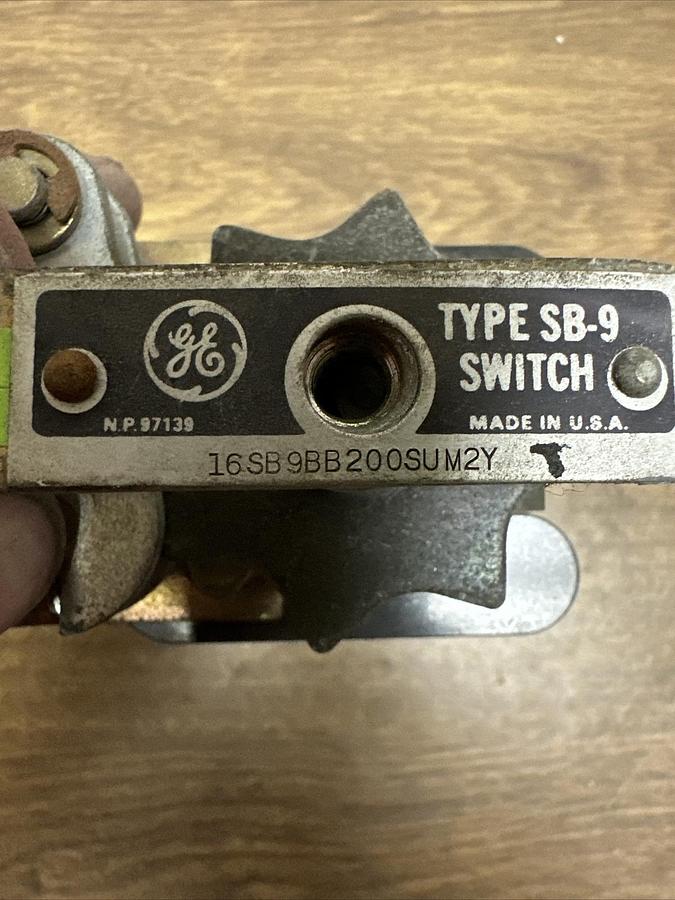 GE
TYPE SB-9
SWITCH
N.P. 97139
MADE IN U.S.A.
16SB9BB200SUM2Y